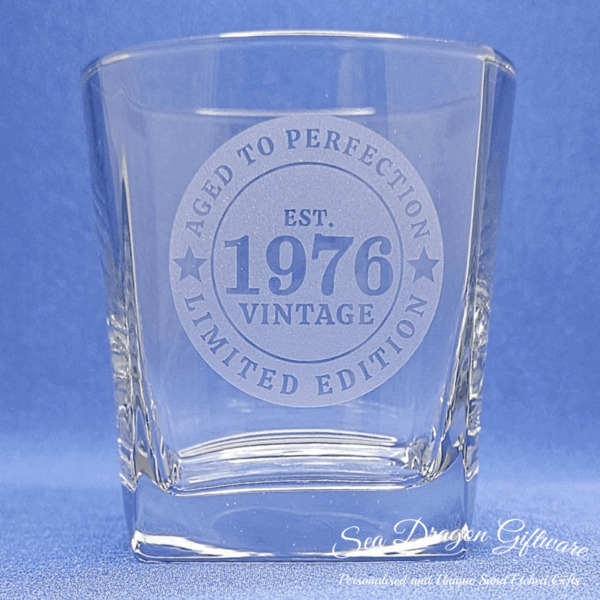 AGED TO PERFECTION
EST.
1976
VINTAGE
LIMITED EDITION
Sea Dragon Giftware
Personalised and Unique Sand Etched Gifts